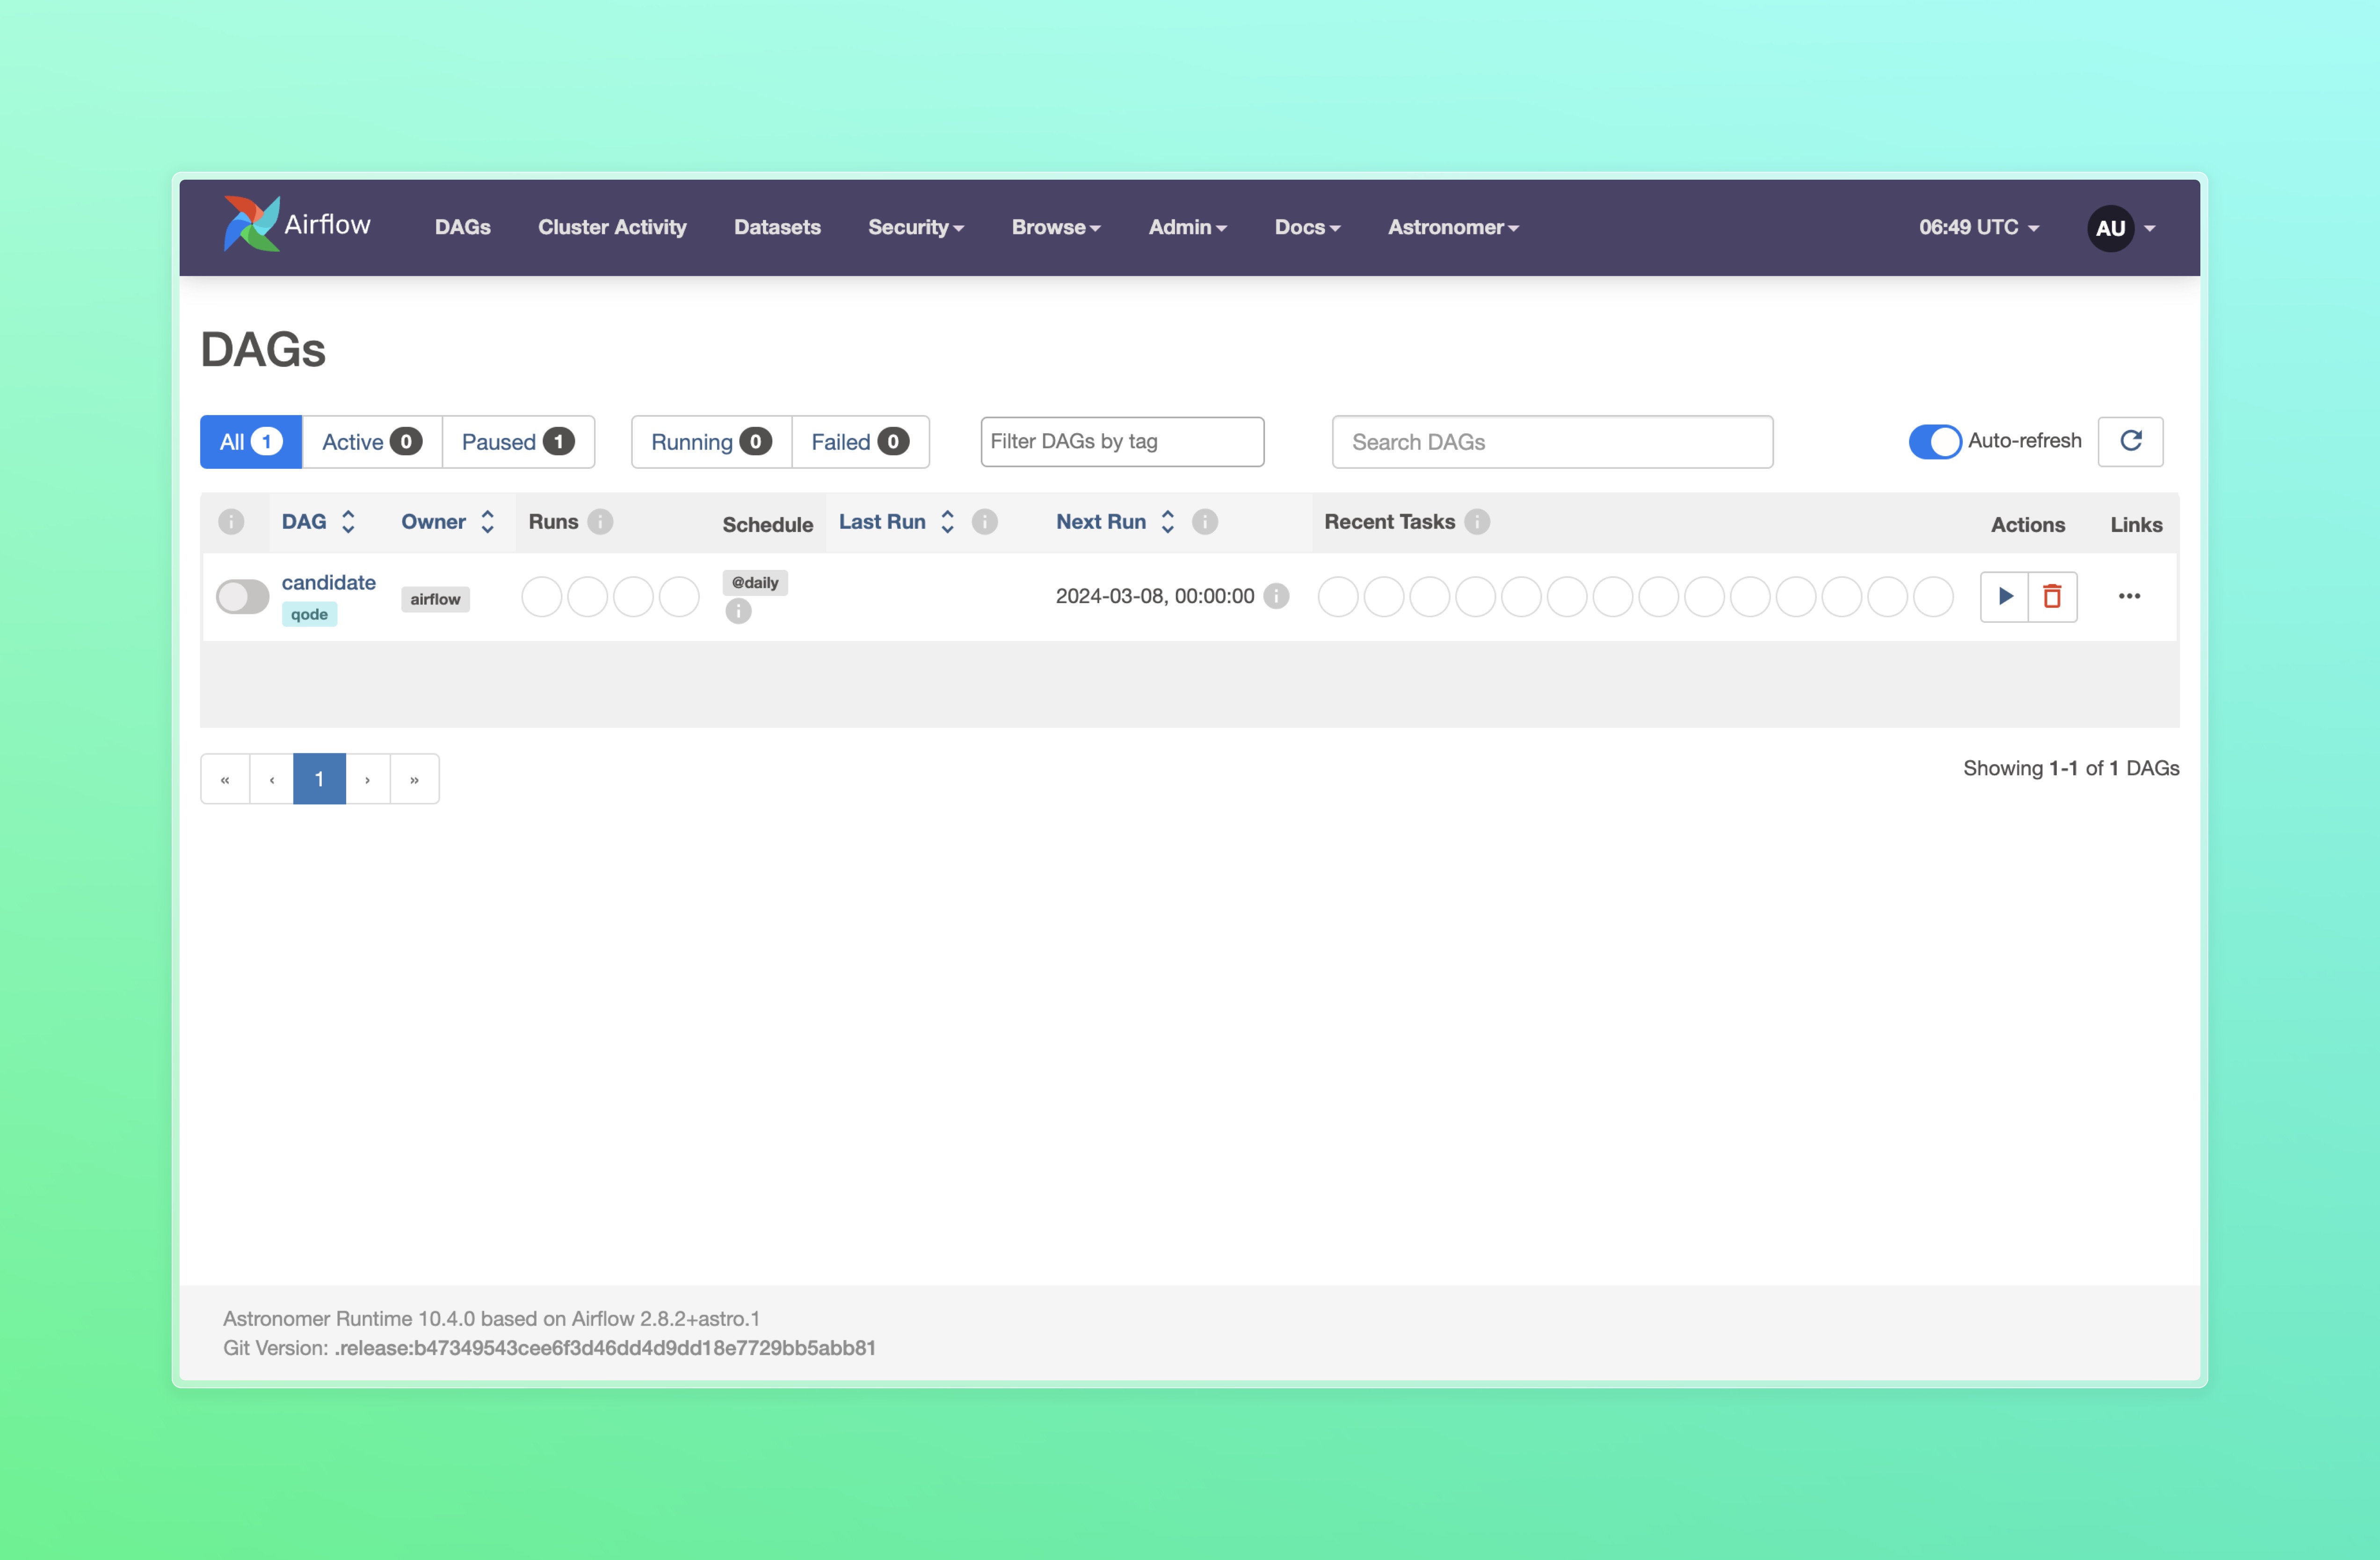 Airflow DAGs Cluster Activity Datasets Security Browse Admin Docs Astronomer 06:49 UTC AU
DAGs
All 1 Active 0 Paused 1 Running 0 Failed 0 Filter DAGs by tag Search DAGs Auto-refresh
i DAG Owner Runs i Schedule Last Run i Next Run i Recent Tasks i Actions Links
candidate airflow @daily 2024-03-08, 00:00:00 i
qode i
« ‹ 1 › » Showing 1-1 of 1 DAGs
Astronomer Runtime 10.4.0 based on Airflow 2.8.2+astro.1
Git Version: .release:b47349543cee6f3d46dd4d9dd18e7729bb5abb81